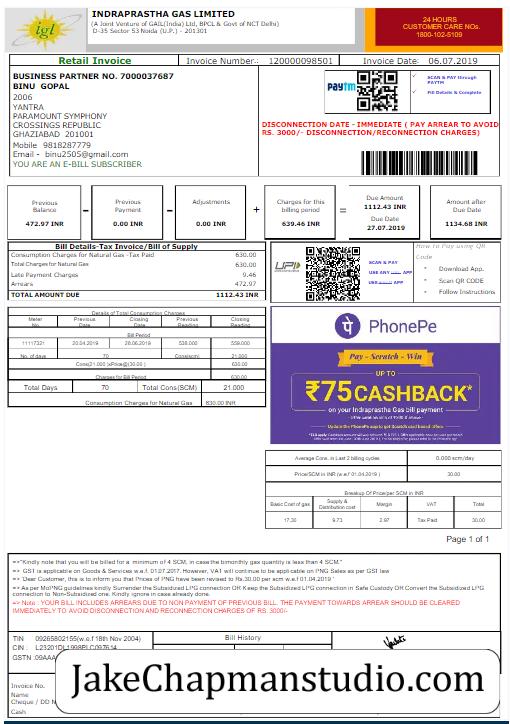 igl
INDRAPRASTHA GAS LIMITED
(A Joint Venture of GAIL(India) Ltd, BPCL & Govt of NCT Delhi)
D-35 Sector 53 Noida (U.P.) - 201301
24 HOURS
CUSTOMER CARE NOs.
1800-102-5109
Retail Invoice
Invoice Number:- 120000098501
Invoice Date: 06.07.2019
BUSINESS PARTNER NO. 7000037687
BINU GOPAL
2006
YANTRA
PARAMOUNT SYMPHONY
CROSSINGS REPUBLIC
GHAZIABAD 201001
Mobile 9818287779
Email - binu2505@gmail.com
YOU ARE AN E-BILL SUBSCRIBER
paytm
SCAN & PAY through
PAYTM
Fill Details & Complete
DISCONNECTION DATE - IMMEDIATE ( PAY ARREAR TO AVOID
RS. 3000/- DISCONNECTION/RECONNECTION CHARGES)
Previous
Balance
472.97 INR
-
Previous
Payment
0.00 INR
-
Adjustments
0.00 INR
+
Charges for this
billing period
639.46 INR
=
Due Amount
1112.43 INR
Due Date
27.07.2019
Amount after
Due Date
1134.68 INR
Bill Details-Tax Invoice/Bill of Supply
Consumption Charges for Natural Gas -Tax Paid 630.00
Total Charges for Natural Gas 630.00
Late Payment Charges 9.46
Arrears 472.97
TOTAL AMOUNT DUE 1112.43 INR
UPI
SCAN & PAY
USE ANY APP
USE APP
How to Pay using QR
Code
• Download App.
• Scan QR CODE
• Follow Instructions
Details of Total Consumption Charges
Meter No. Previous Date Closing Date Previous Reading Closing Reading
Bill Period
11117321 20.04.2019 28.06.2019 538.000 559.000
No. of days 70 Cons(SCM) 21.000
Cons(21.000 )xPrice@(30.00 ) 630.00
Charges for Bill Period 630.00
Total Days 70 Total Cons(SCM) 21.000
Consumption Charges for Natural Gas 630.00 INR
PhonePe
Pay - Scratch - Win
UP TO
₹75 CASHBACK*
on your Indraprastha Gas bill payment
Update the PhonePe app to get Scratch card based offers
Average Cons. in Last 2 billing cycles 0.000 scm/day
Price/SCM in INR (w.e.f 01.04.2019 ) 30.00
Breakup Of Price/per SCM in INR
Basic Cost of gas Supply & Distribution cost Margin VAT Total
17.30 9.73 2.97 Tax Paid 30.00
Page 1 of 1
=>"Kindly note that you will be billed for a minimum of 4 SCM, in case the bimonthly gas quantity is less than 4 SCM."
=> GST is applicable on Goods & Services w.e.f. 01.07.2017. However, VAT will continue to be applicable on PNG Sales as per GST law
=> 'Dear Customer, this is to inform you that Prices of PNG have been revised to Rs.30.00 per scm w.e.f 01.04.2019 '
=> As per MoPNG guidelines kindly Surrender the Subsidized LPG connection OR Keep the Subsidized LPG connection in Safe Custody OR Convert the Subsidized LPG
connection to Non-Subsidized one. Kindly ignore in case already done.
=> Note : YOUR BILL INCLUDES ARREARS DUE TO NON PAYMENT OF PREVIOUS BILL. THE PAYMENT TOWARDS ARREAR SHOULD BE CLEARED
IMMEDIATELY TO AVOID DISCONNECTION AND RECONNECTION CHARGES OF RS. 3000/-
TIN 09265802155(w.e.f 18th Nov 2004)
CIN . L23201DL1998PLC097614
GSTN :09AAA
Bill History
Invoice No.
Name
Cheque / DD N
Cash
JakeChapmanstudio.com